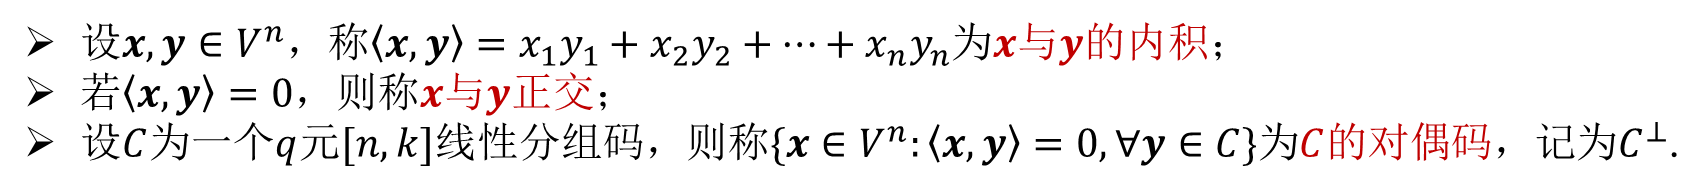 ➢ 设𝒙, 𝒚 ∈ 𝑉ⁿ，称⟨𝒙, 𝒚⟩ = 𝑥₁𝑦₁ + 𝑥₂𝑦₂ + ⋯ + 𝑥ₙ𝑦ₙ为𝒙与𝒚的内积；
➢ 若⟨𝒙, 𝒚⟩ = 0，则称𝒙与𝒚正交；
➢ 设𝐶为一个𝑞元[𝑛, 𝑘]线性分组码，则称{𝒙 ∈ 𝑉ⁿ: ⟨𝒙, 𝒚⟩ = 0, ∀𝒚 ∈ 𝐶}为𝐶的对偶码，记为𝐶^⊥.